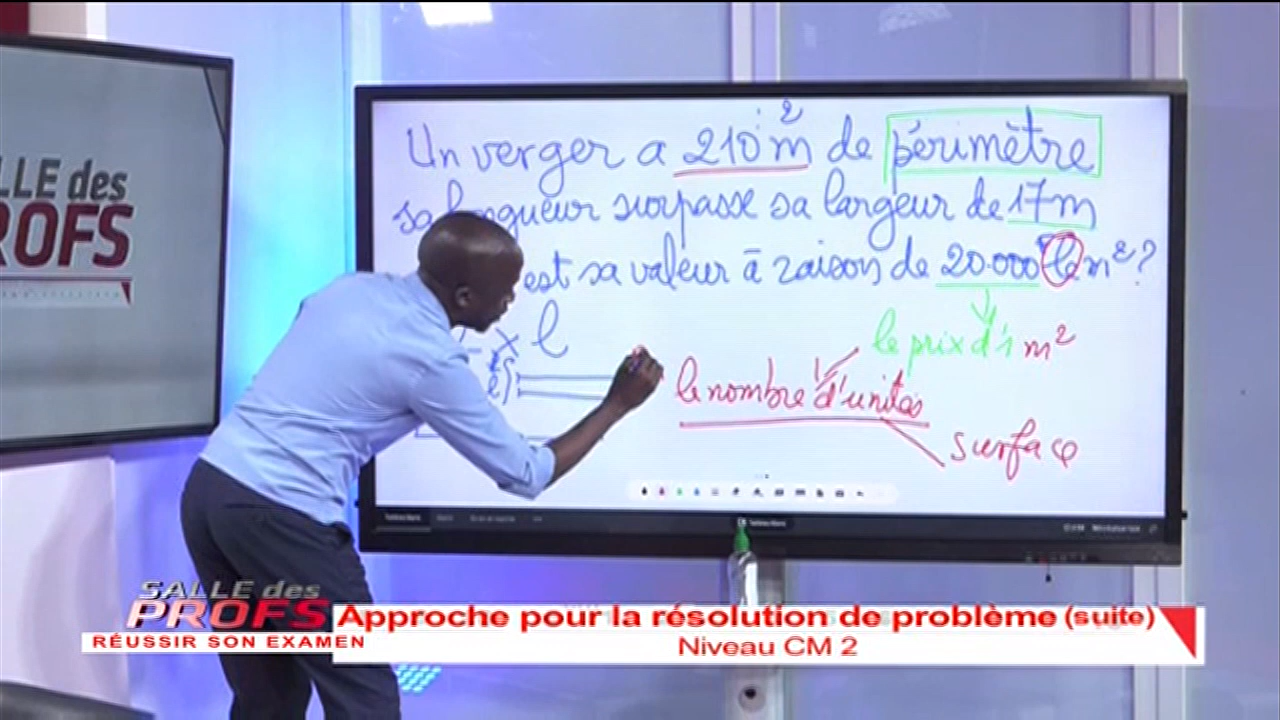 LLE des
ROFS
Un verger a 210 m² de périmètre
sa longueur surpasse sa largeur de 17m
est sa valeur à raison de 20.000 le m²?
x l
le prix d'1 m²
le nombre d'unités
surface
SALLE des
PROFS
RÉUSSIR SON EXAMEN
Approche pour la résolution de problème (suite)
Niveau CM 2